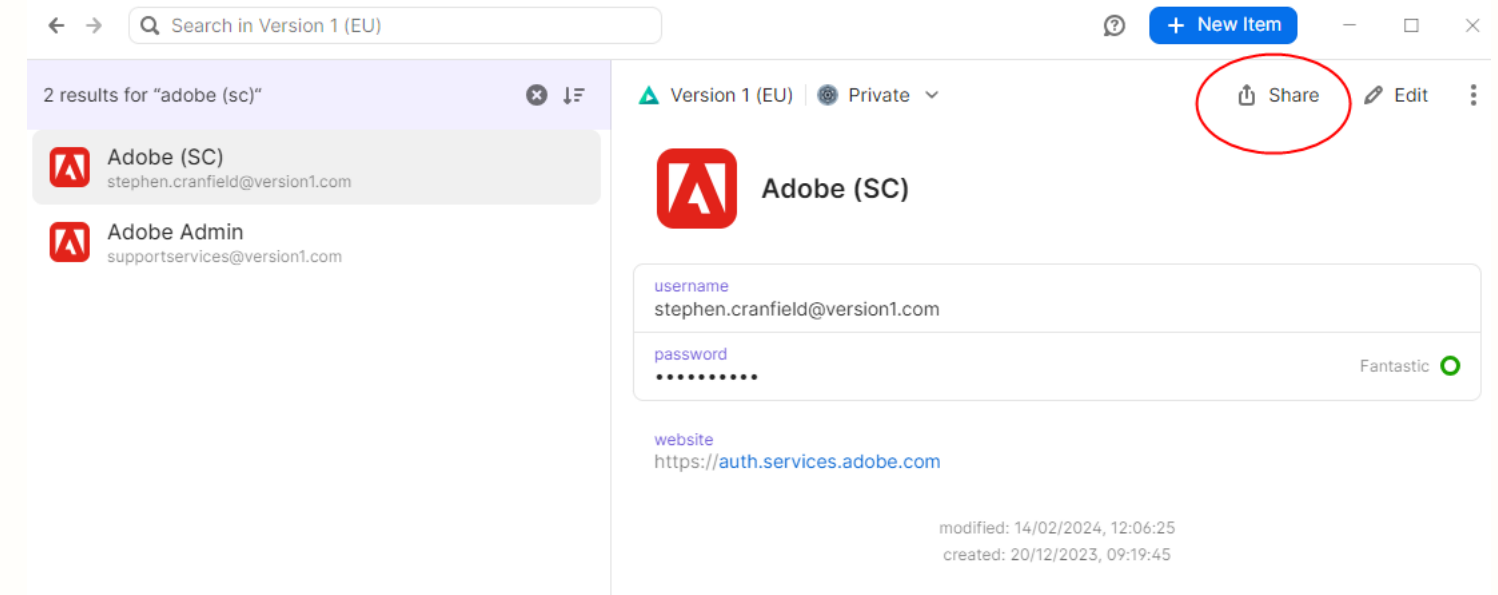 Search in Version 1 (EU)
+ New Item
2 results for “adobe (sc)“
Version 1 (EU) Private
Share Edit
Adobe (SC)
stephen.cranfield@version1.com
Adobe Admin
supportservices@version1.com
Adobe (SC)
username
stephen.cranfield@version1.com
password
••••••••••
Fantastic
website
https://auth.services.adobe.com
modified: 14/02/2024, 12:06:25
created: 20/12/2023, 09:19:45